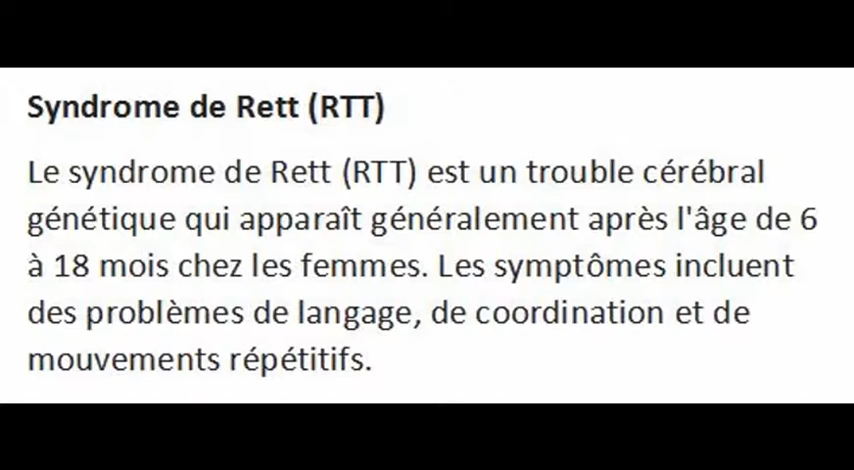 Syndrome de Rett (RTT)
Le syndrome de Rett (RTT) est un trouble cérébral
génétique qui apparaît généralement après l'âge de 6
à 18 mois chez les femmes. Les symptômes incluent
des problèmes de langage, de coordination et de
mouvements répétitifs.